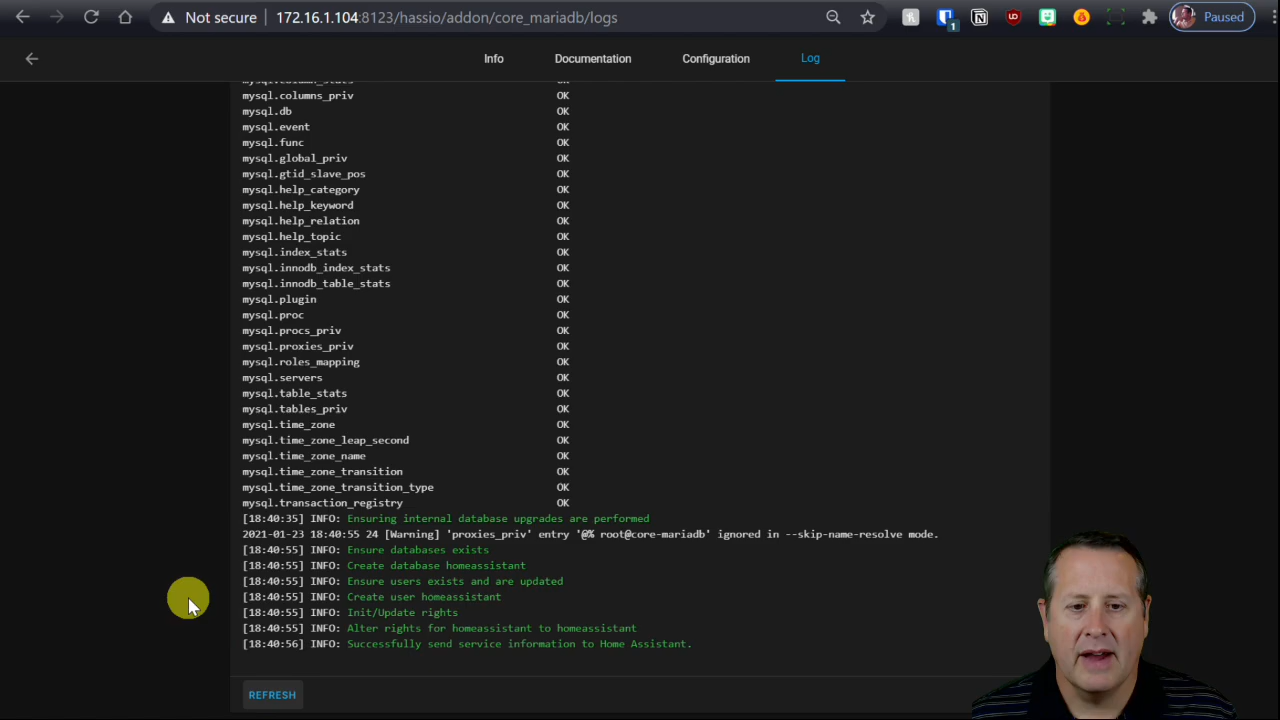 Not secure 172.16.1.104:8123/hassio/addon/core_mariadb/logs
1
UD
Paused
Info Documentation Configuration Log
mysql.column_stats OK
mysql.columns_priv OK
mysql.db OK
mysql.event OK
mysql.func OK
mysql.global_priv OK
mysql.gtid_slave_pos OK
mysql.help_category OK
mysql.help_keyword OK
mysql.help_relation OK
mysql.help_topic OK
mysql.index_stats OK
mysql.innodb_index_stats OK
mysql.innodb_table_stats OK
mysql.plugin OK
mysql.proc OK
mysql.procs_priv OK
mysql.proxies_priv OK
mysql.roles_mapping OK
mysql.servers OK
mysql.table_stats OK
mysql.tables_priv OK
mysql.time_zone OK
mysql.time_zone_leap_second OK
mysql.time_zone_name OK
mysql.time_zone_transition OK
mysql.time_zone_transition_type OK
mysql.transaction_registry OK
[18:40:35] INFO: Ensuring internal database upgrades are performed
2021-01-23 18:40:55 24 [Warning] 'proxies_priv' entry '@% root@core-mariadb' ignored in --skip-name-resolve mode.
[18:40:55] INFO: Ensure databases exists
[18:40:55] INFO: Create database homeassistant
[18:40:55] INFO: Ensure users exists and are updated
[18:40:55] INFO: Create user homeassistant
[18:40:55] INFO: Init/Update rights
[18:40:55] INFO: Alter rights for homeassistant to homeassistant
[18:40:56] INFO: Successfully send service information to Home Assistant.
REFRESH